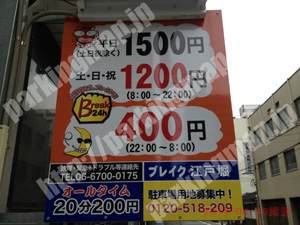 平日
(土日祝除く)
1500円
土・日・祝
1200円
(8:00～22:00)
Break
24h
400円
(22:00～8:00)
TEL06-6700-0175
ブレイク江戸堀
オールタイム
20分200円
駐車場用地募集中!
0120-518-209